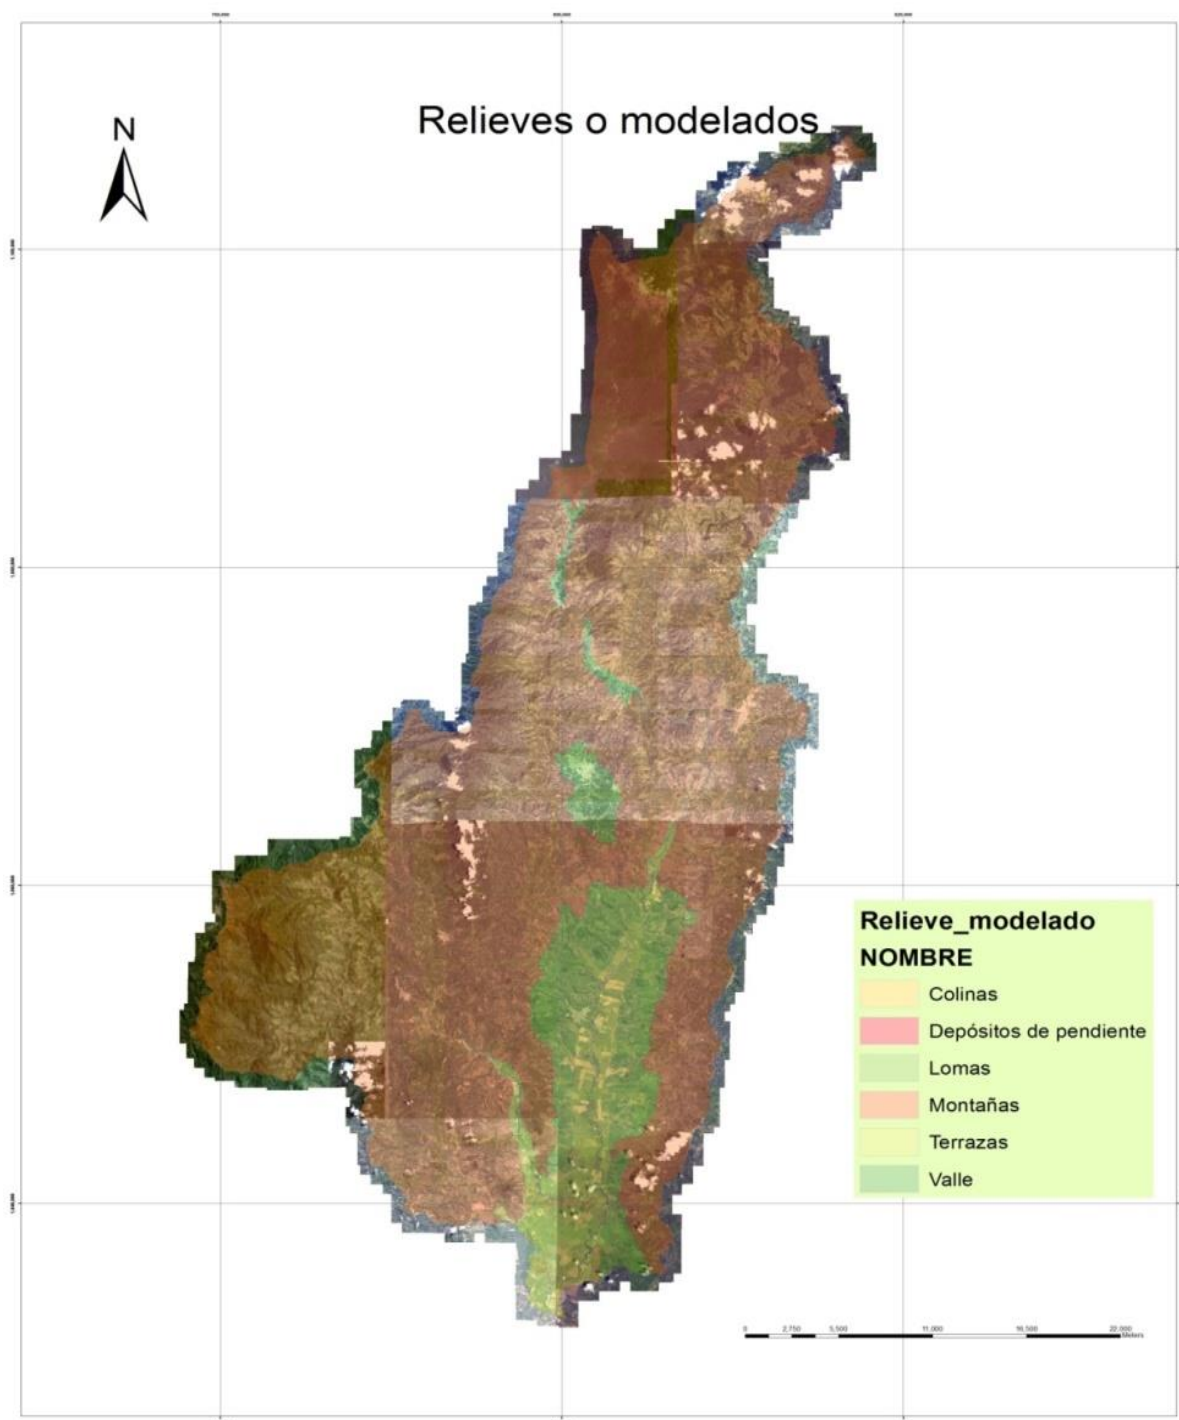 Relieves o modelados
N
Relieve_modelado
NOMBRE
Colinas
Depósitos de pendiente
Lomas
Montañas
Terrazas
Valle
0 2,750 5,500 11,000 16,500 22,000
Meters